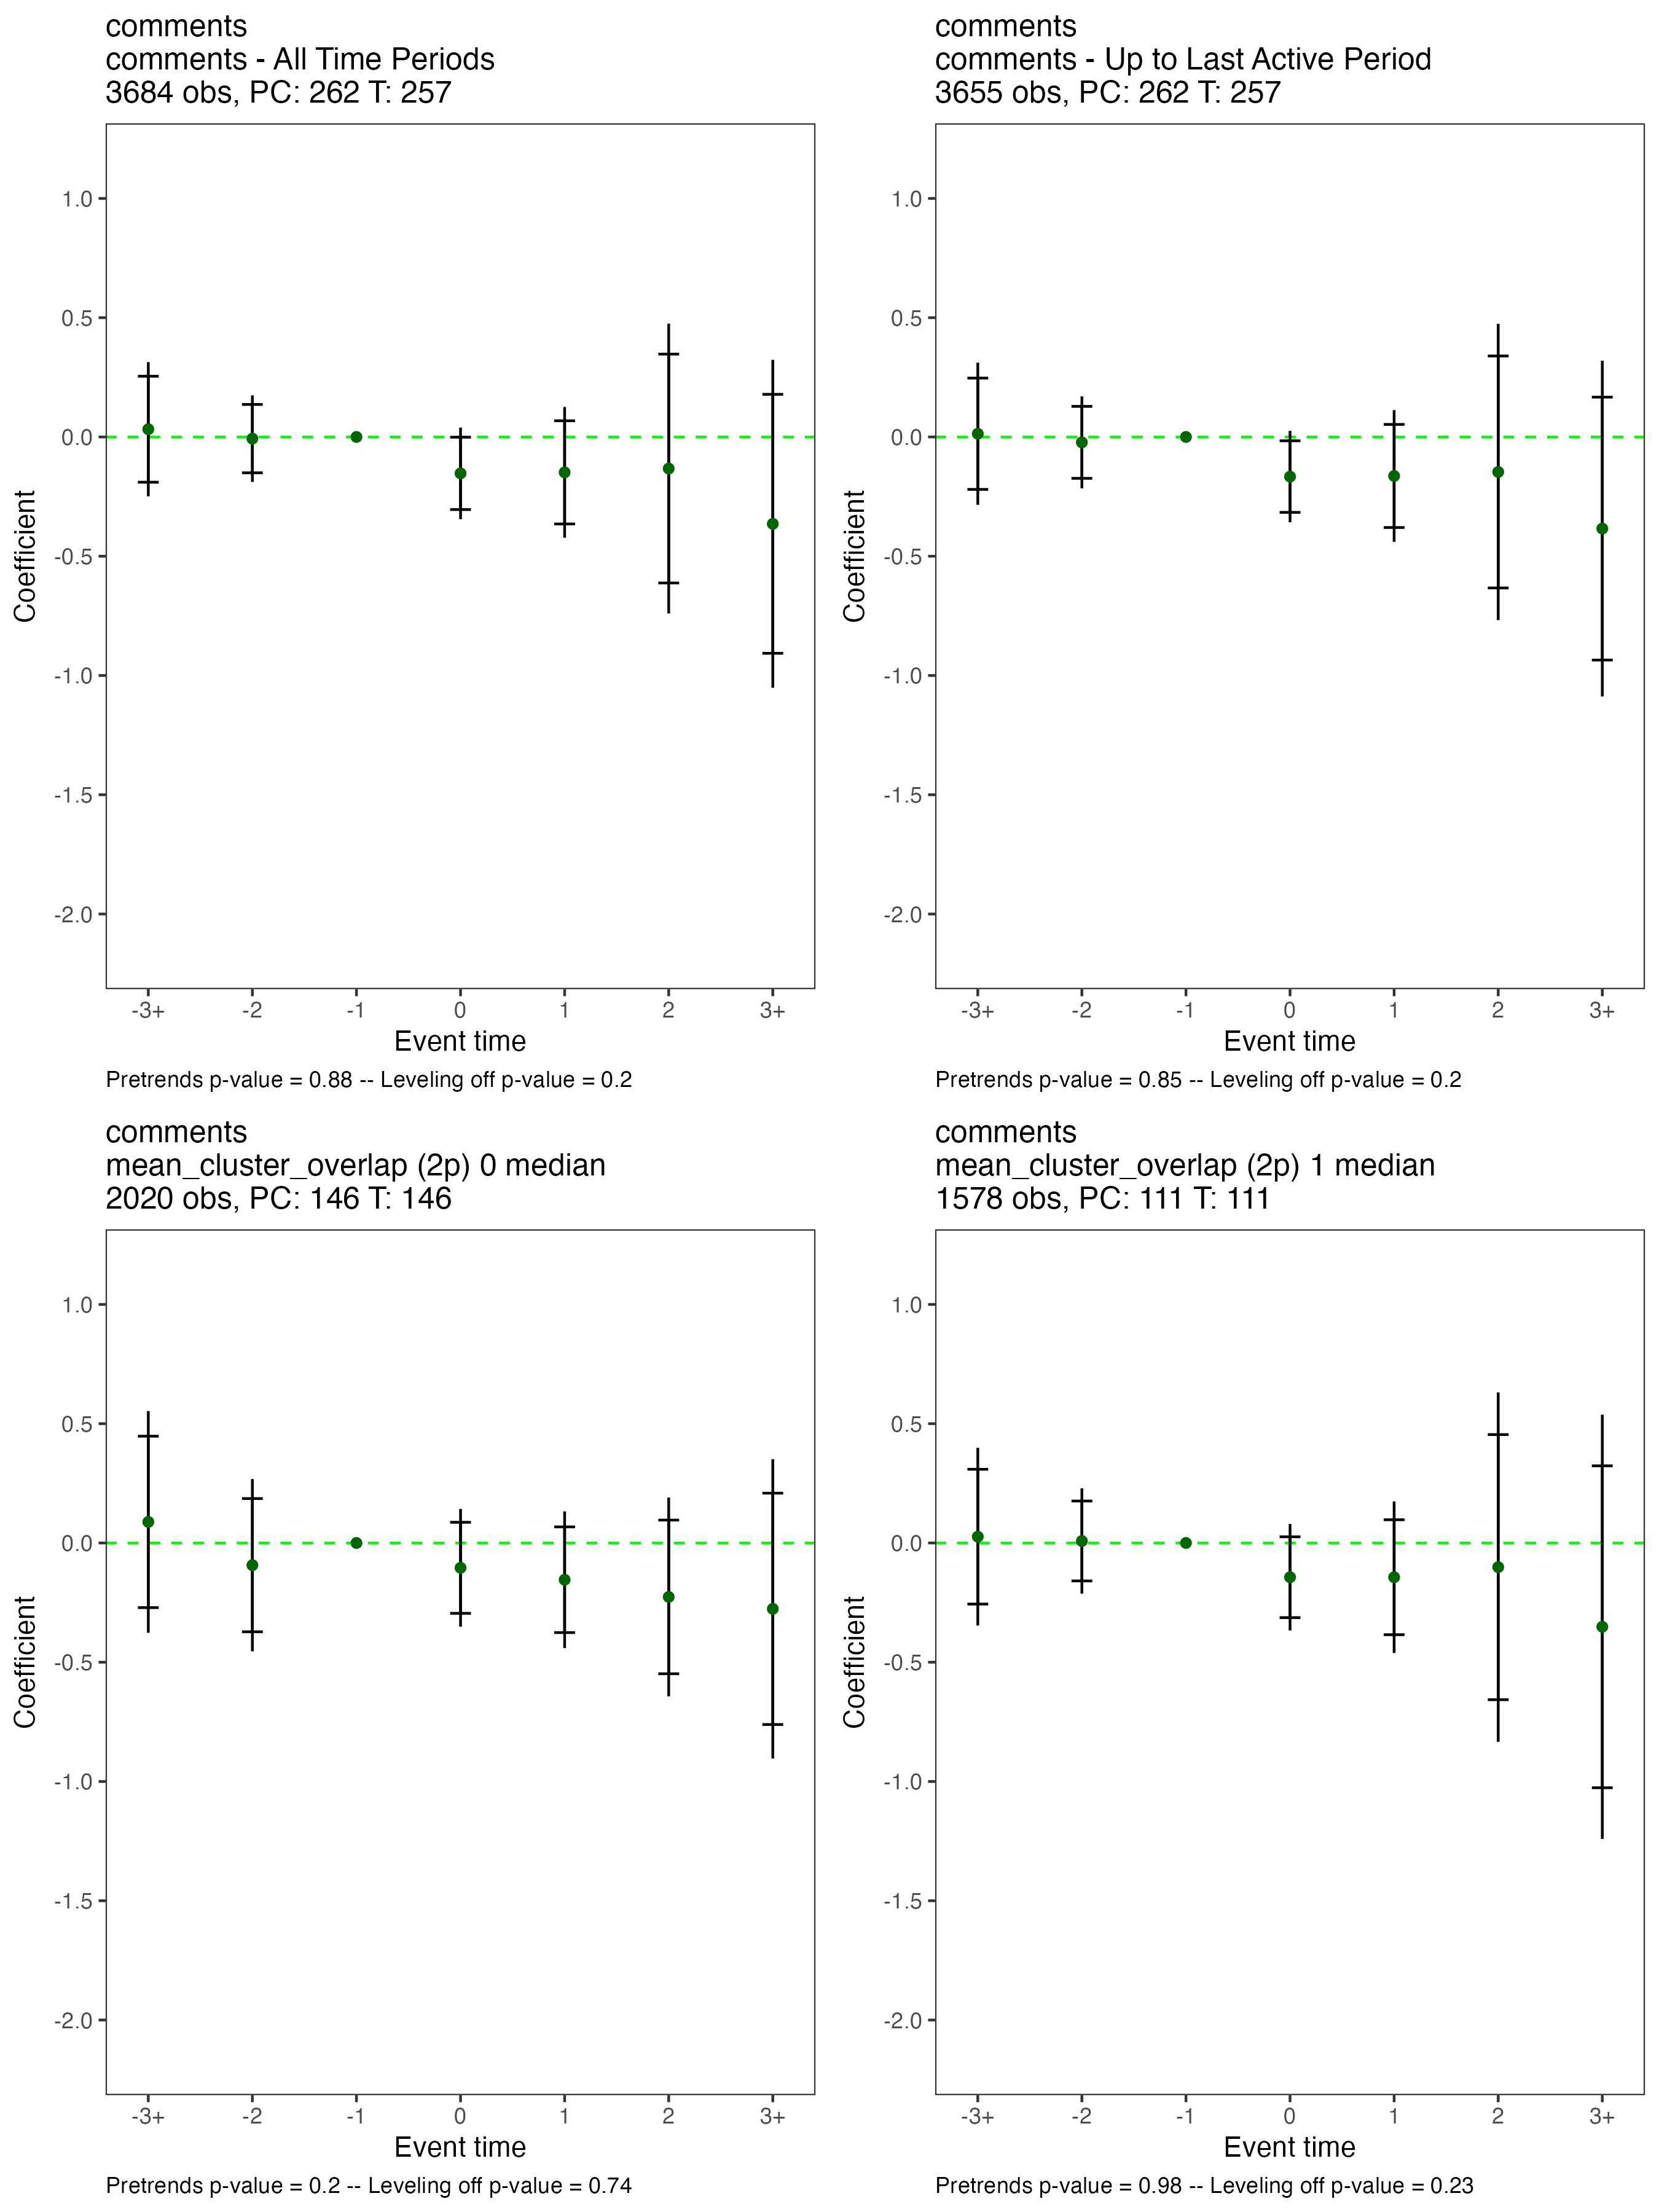 comments
comments - All Time Periods
3684 obs, PC: 262 T: 257
1.0
0.5
0.0
-0.5
-1.0
-1.5
-2.0
Coefficient
-3+ -2 -1 0 1 2 3+
Event time
Pretrends p-value = 0.88 -- Leveling off p-value = 0.2
comments
comments - Up to Last Active Period
3655 obs, PC: 262 T: 257
1.0
0.5
0.0
-0.5
-1.0
-1.5
-2.0
Coefficient
-3+ -2 -1 0 1 2 3+
Event time
Pretrends p-value = 0.85 -- Leveling off p-value = 0.2
comments
mean_cluster_overlap (2p) 0 median
2020 obs, PC: 146 T: 146
1.0
0.5
0.0
-0.5
-1.0
-1.5
-2.0
Coefficient
-3+ -2 -1 0 1 2 3+
Event time
Pretrends p-value = 0.2 -- Leveling off p-value = 0.74
comments
mean_cluster_overlap (2p) 1 median
1578 obs, PC: 111 T: 111
1.0
0.5
0.0
-0.5
-1.0
-1.5
-2.0
Coefficient
-3+ -2 -1 0 1 2 3+
Event time
Pretrends p-value = 0.98 -- Leveling off p-value = 0.23